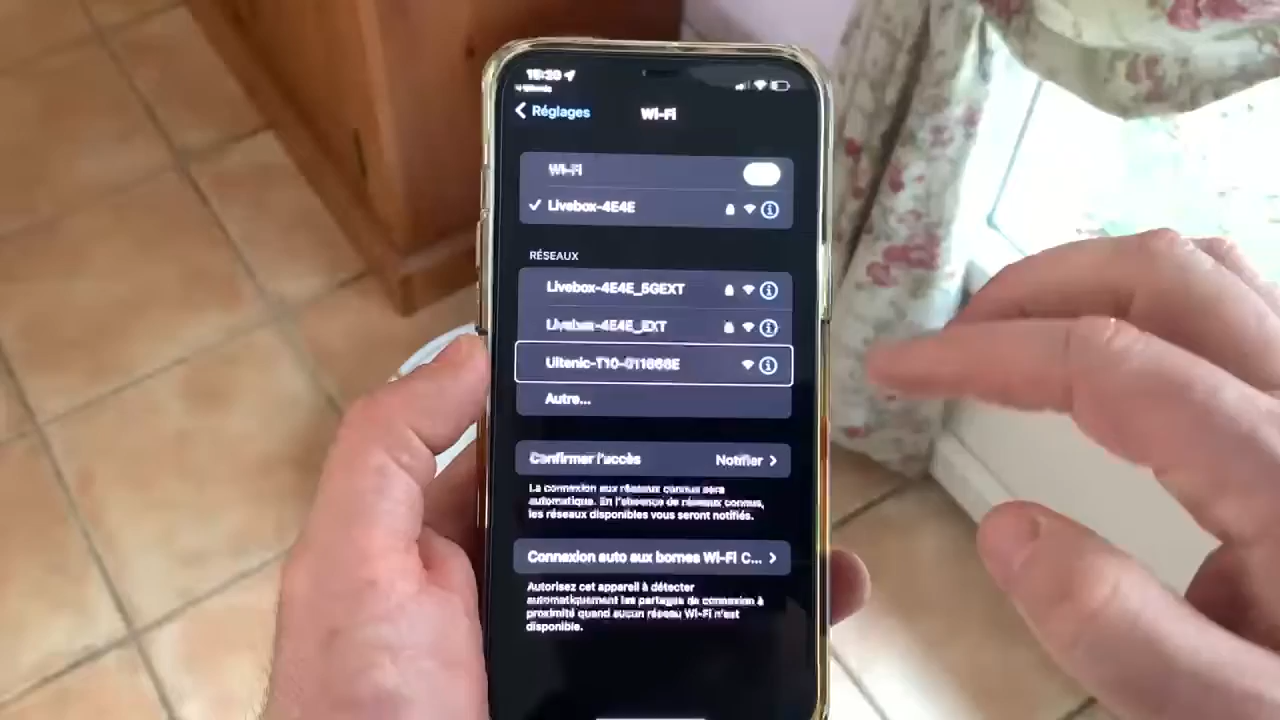 Réglages
Wi-Fi
Wi-Fi
Livebox-4E4E
RÉSEAUX
Livebox-4E4E_5GEXT
Livebox-4E4E_EXT
Autre...
Confirmer l'accès
Notifier
La connexion aux réseaux connus sera
automatique. En l'absence de réseaux connus,
les réseaux disponibles vous seront notifiés.
Connexion auto aux bornes Wi-Fi C...
Autorisez cet appareil à détecter
automatiquement les partages de connexion à
proximité quand aucun réseau Wi-Fi n'est
disponible.